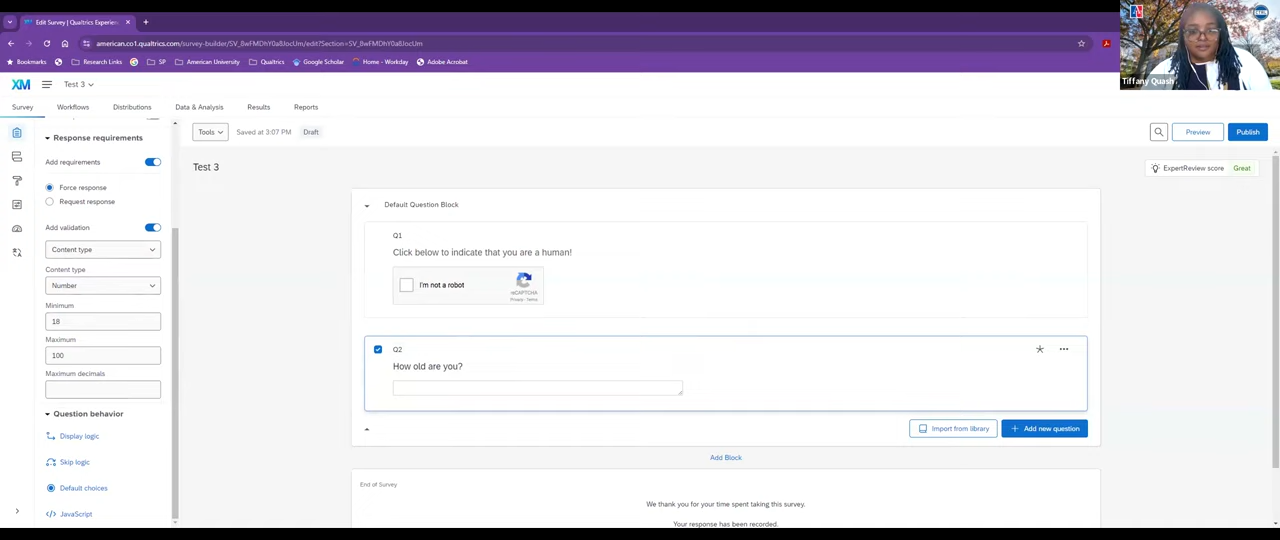 Edit Survey | Qualtrics Experien
american.co1.qualtrics.com/survey-builder/SV_8wFMDhY0a8JocUm/edit?Section=SV_8wFMDhY0a8JocUm
Bookmarks Research Links SP American University Qualtrics Google Scholar Home - Workday Adobe Acrobat
Tiffany Quash
XM Test 3
Survey Workflows Distributions Data & Analysis Results Reports
Tools Saved at 3:07 PM Draft Preview Publish
Response requirements
Add requirements
Force response
Request response
Add validation
Content type
Content type
Number
Minimum
18
Maximum
100
Maximum decimals
Question behavior
Display logic
Skip logic
Default choices
JavaScript
Test 3
ExpertReview score Great
Default Question Block
Q1
Click below to indicate that you are a human!
I'm not a robot
reCAPTCHA
Privacy - Terms
Q2
How old are you?
Import from library Add new question
Add Block
End of Survey
We thank you for your time spent taking this survey.
Your response has been recorded.